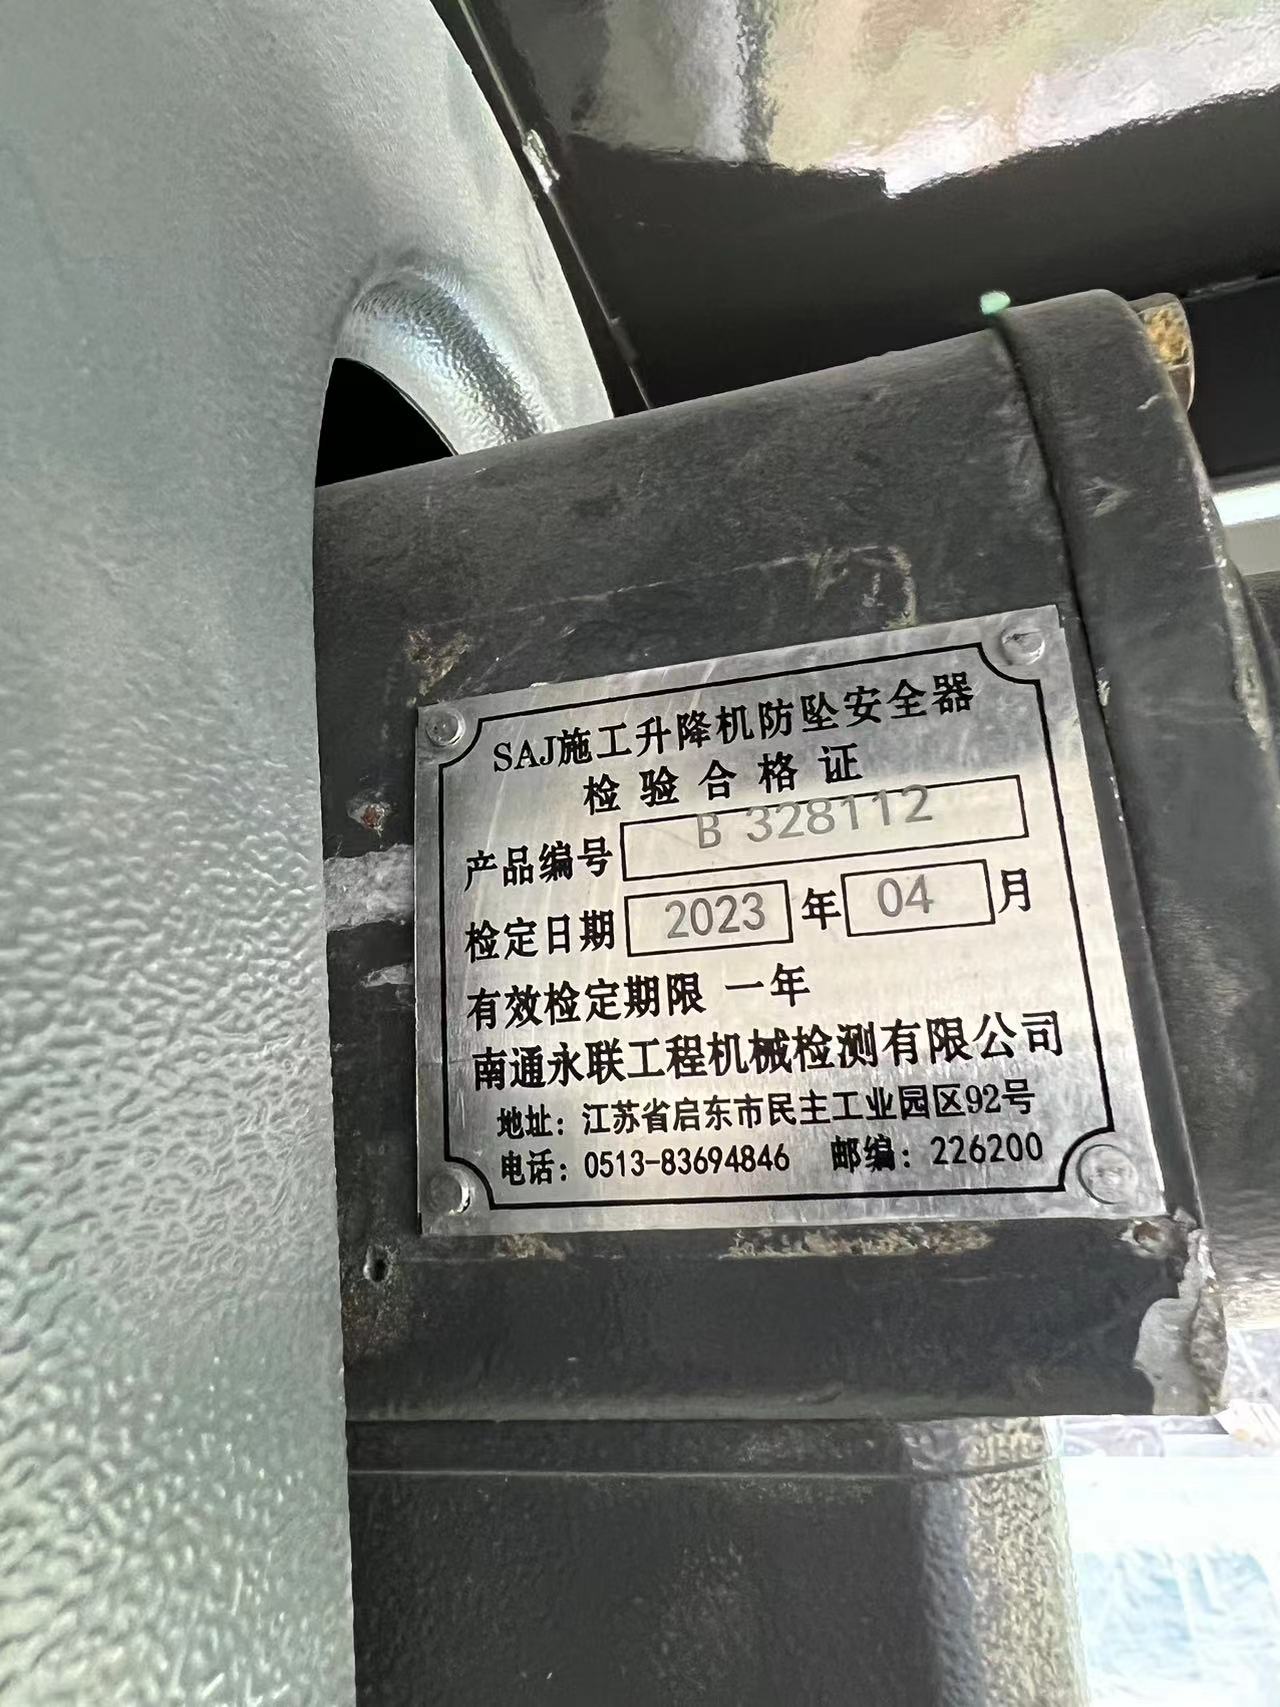 SAJ施工升降机防坠安全器
检验合格证
产品编号 B 328112
检定日期 2023 年 04 月
有效检定期限 一年
南通永联工程机械检测有限公司
地址：江苏省启东市民主工业园区92号
电话：0513-83694846 邮编：226200